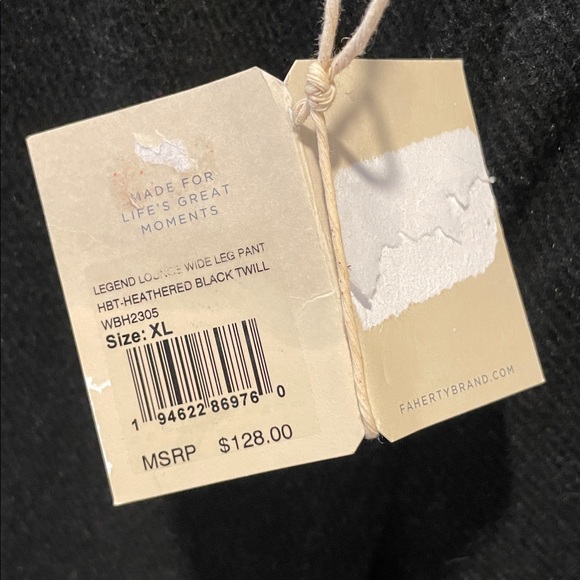 MADE FOR
LIFE'S GREAT
MOMENTS
LEGEND LOUNGE WIDE LEG PANT
HBT-HEATHERED BLACK TWILL
WBH2305
Size: XL
1 94622 86976 0
MSRP $128.00
FAHERTYBRAND.COM